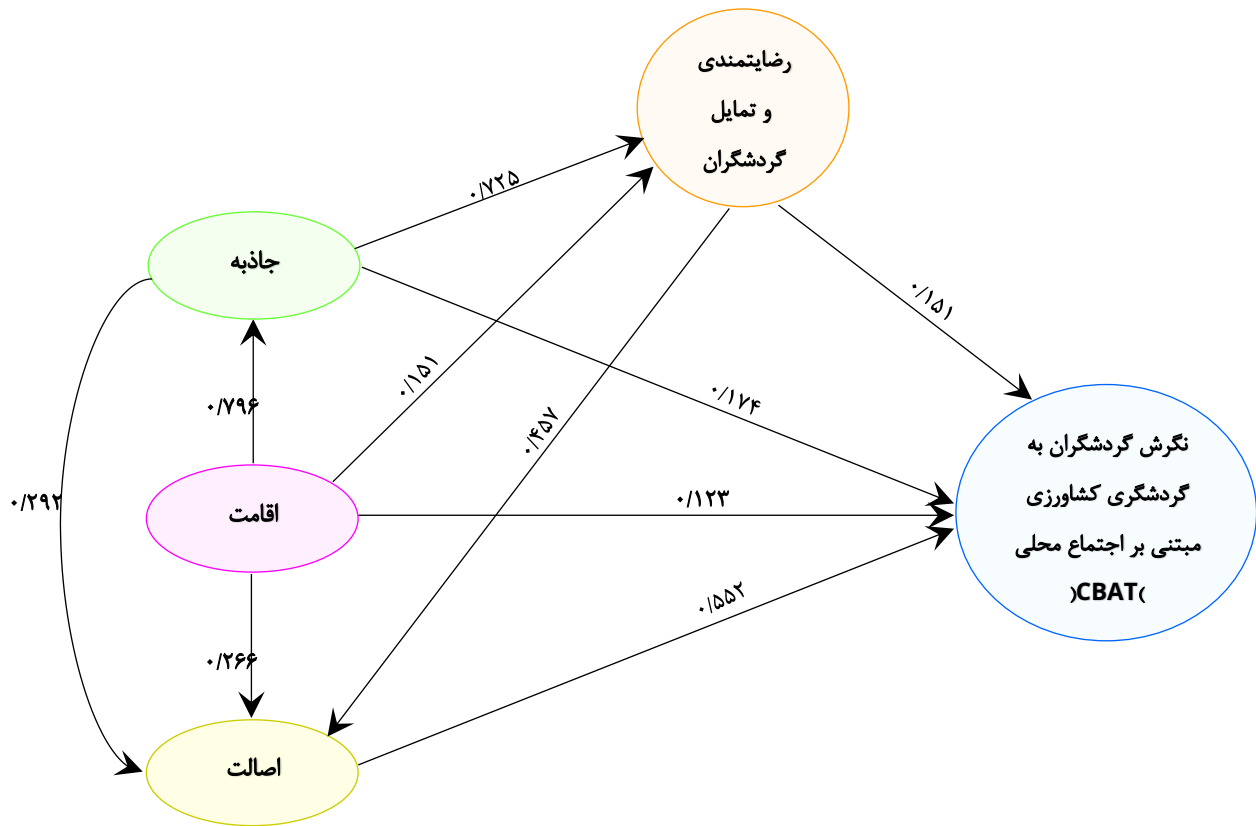 رضایتمندی
و تمایل
گردشگران
۰/۷۲۵
جاذبه
۰/۱۵۱
۰/۱۵۱
۰/۷۹۶
۰/۱۷۴
۰/۴۵۷
نگرش گردشگران به
گردشگری کشاورزی
مبتنی بر اجتماع محلی
)CBAT(
۰/۲۹۲
اقامت
۰/۱۲۳
۰/۵۵۲
۰/۲۶۶
اصالت